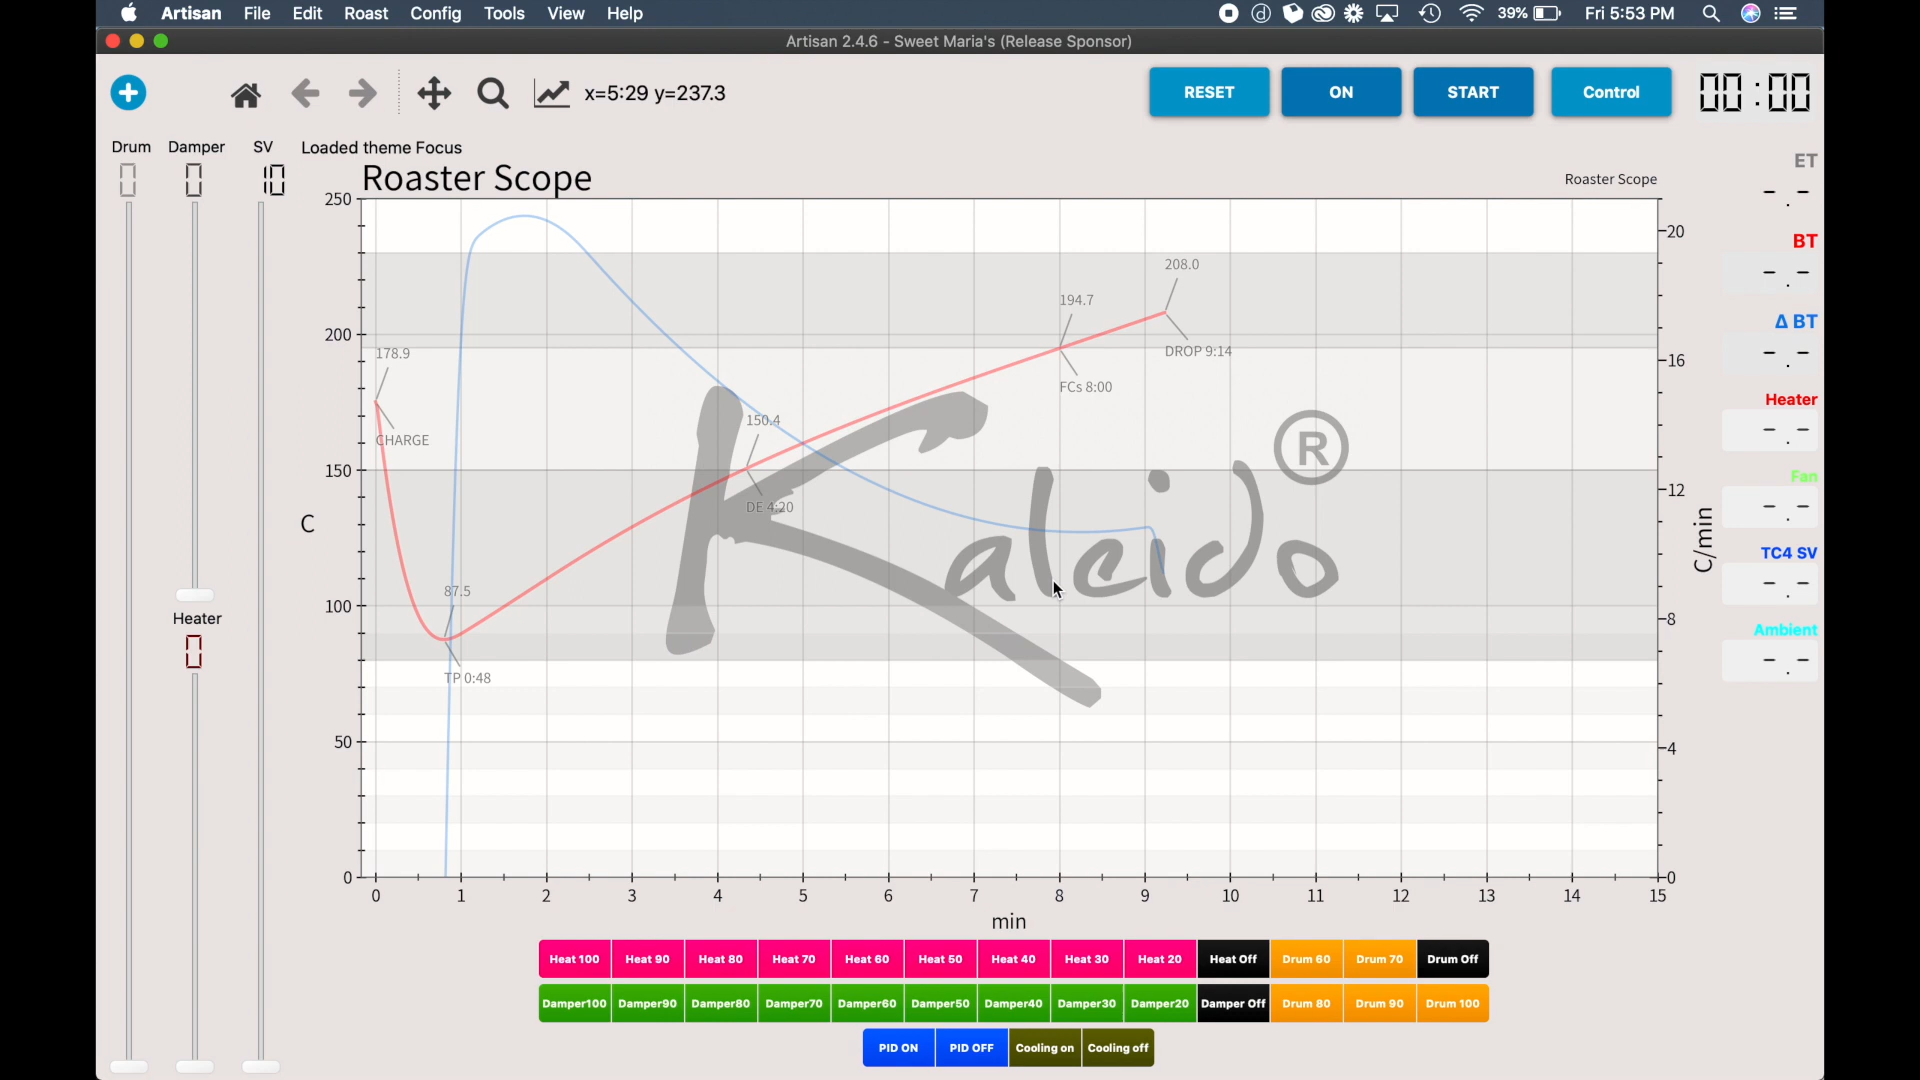 Artisan File Edit Roast Config Tools View Help 39% Fri 5:53 PM
Artisan 2.4.6 - Sweet Maria's (Release Sponsor)
x=5:29 y=237.3 RESET ON START Control 00:00
Drum Damper SV Loaded theme Focus
0 0 10 Roaster Scope Roaster Scope
ET
-.-
BT
-.-
Δ BT
-.-
Heater
-.-
Fan
-.-
TC4 SV
-.-
Ambient
-.-
Heater
0
250
200
150
100
50
0
C
20
16
12
8
4
0
C/min
178.9
CHARGE
87.5
TP 0:48
150.4
DE 4:20
194.7
FCs 8:00
208.0
DROP 9:14
Kaleido®
0 1 2 3 4 5 6 7 8 9 10 11 12 13 14 15
min
Heat 100 Heat 90 Heat 80 Heat 70 Heat 60 Heat 50 Heat 40 Heat 30 Heat 20 Heat Off Drum 60 Drum 70 Drum Off
Damper100 Damper90 Damper80 Damper70 Damper60 Damper50 Damper40 Damper30 Damper20 Damper Off Drum 80 Drum 90 Drum 100
PID ON PID OFF Cooling on Cooling off